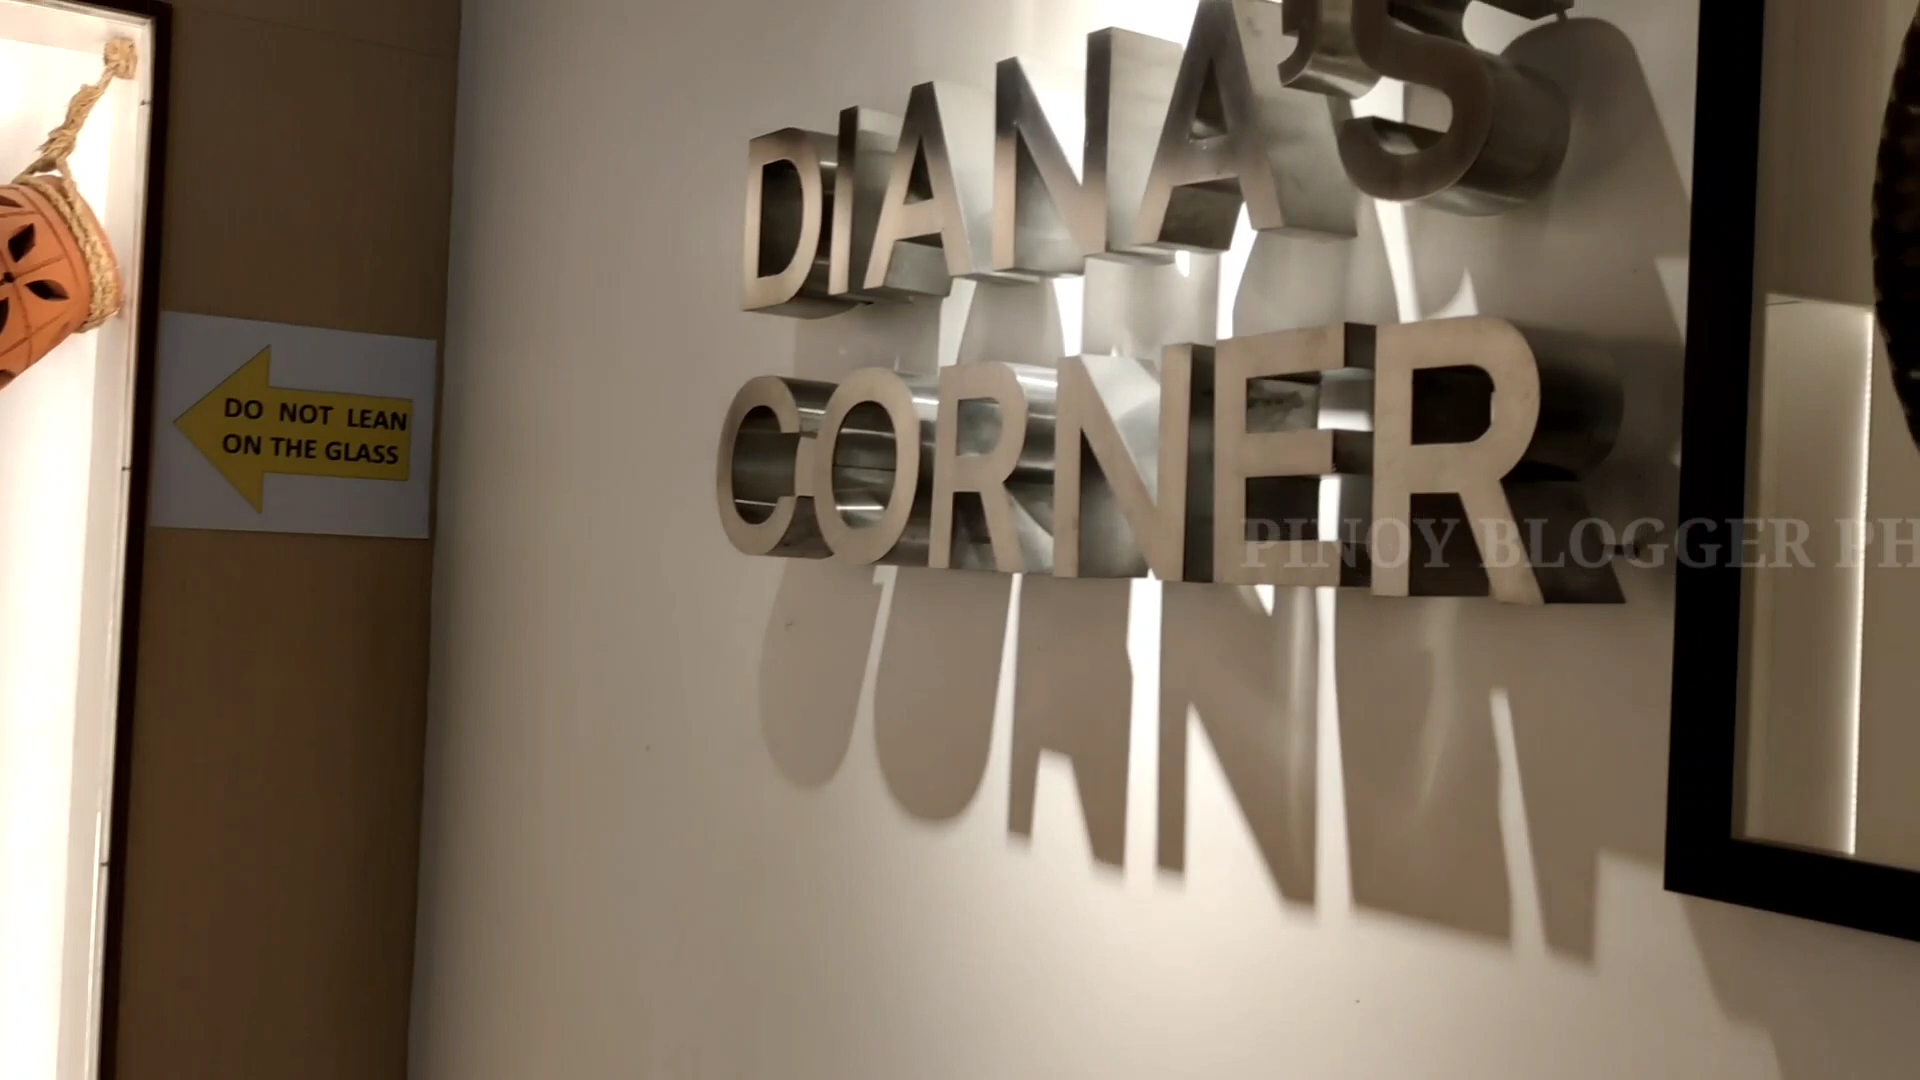 DIANA'S
CORNER
DO NOT LEAN
ON THE GLASS
PINOY BLOGGER PH